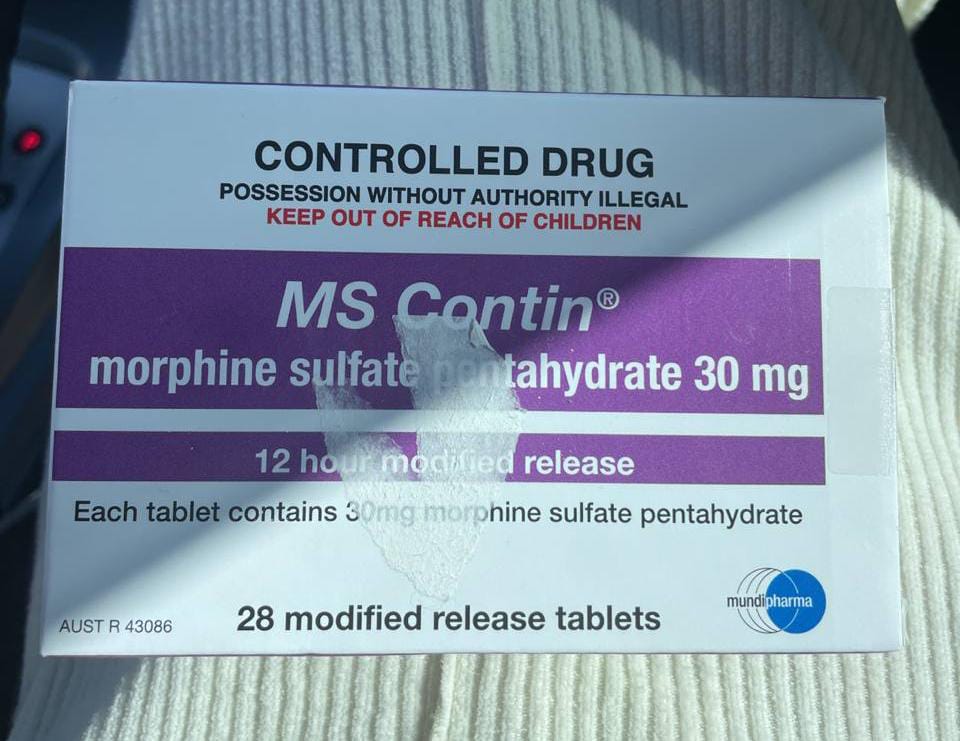 CONTROLLED DRUG
POSSESSION WITHOUT AUTHORITY ILLEGAL
KEEP OUT OF REACH OF CHILDREN
MS Contin®
morphine sulfate pentahydrate 30 mg
12 hour modified release
Each tablet contains 30mg morphine sulfate pentahydrate
AUST R 43086
28 modified release tablets
mundipharma